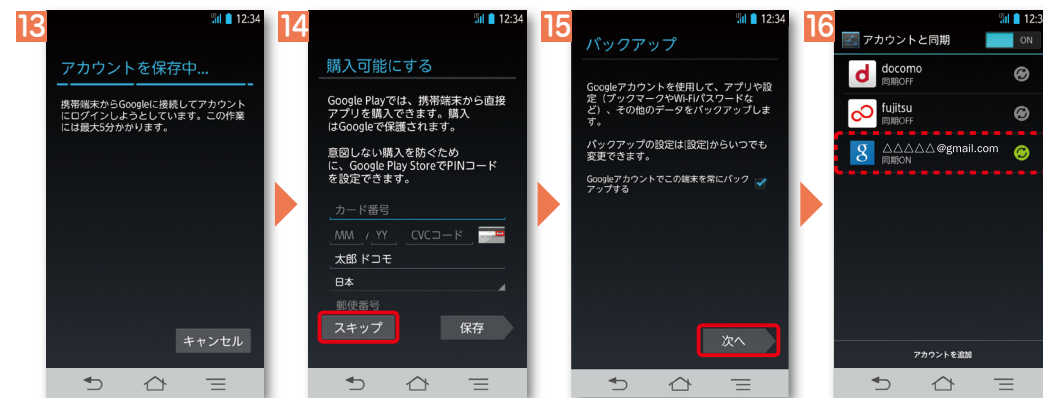 13
12:34
アカウントを保存中...
携帯端末からGoogleに接続してアカウント
にログインしようとしています。この作業
には最大5分かかります。
キャンセル
14
12:34
購入可能にする
Google Playでは、携帯端末から直接
アプリを購入できます。購入
はGoogleで保護されます。
意図しない購入を防ぐため
に、Google Play StoreでPINコード
を設定できます。
カード番号
MM / YY CVCコード
太郎 ドコモ
日本
郵便番号
スキップ 保存
15
12:34
バックアップ
Googleアカウントを使用して、アプリや設
定（ブックマークやWi-Fiパスワードな
ど）、その他のデータをバックアップしま
す。
バックアップの設定は[設定]からいつでも
変更できます。
Googleアカウントでこの端末を常にバック
アップする
次へ
16
12:3
アカウントと同期 ON
docomo
同期OFF
fujitsu
同期OFF
8 △△△△△@gmail.com
同期ON
アカウントを追加